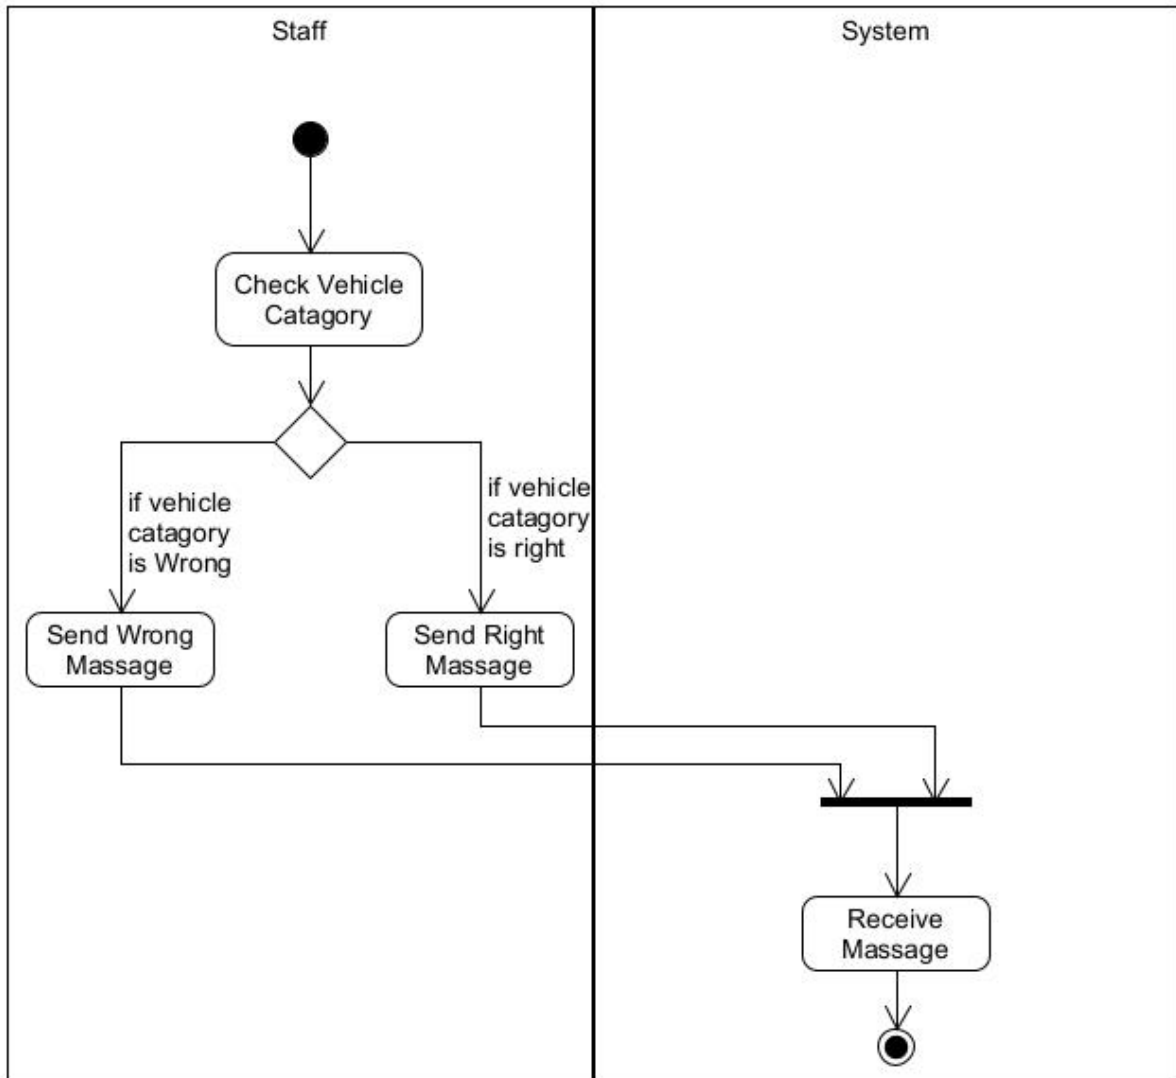 Staff
System
Check Vehicle
Catagory
if vehicle
catagory
is Wrong
if vehicle
catagory
is right
Send Wrong
Massage
Send Right
Massage
Receive
Massage